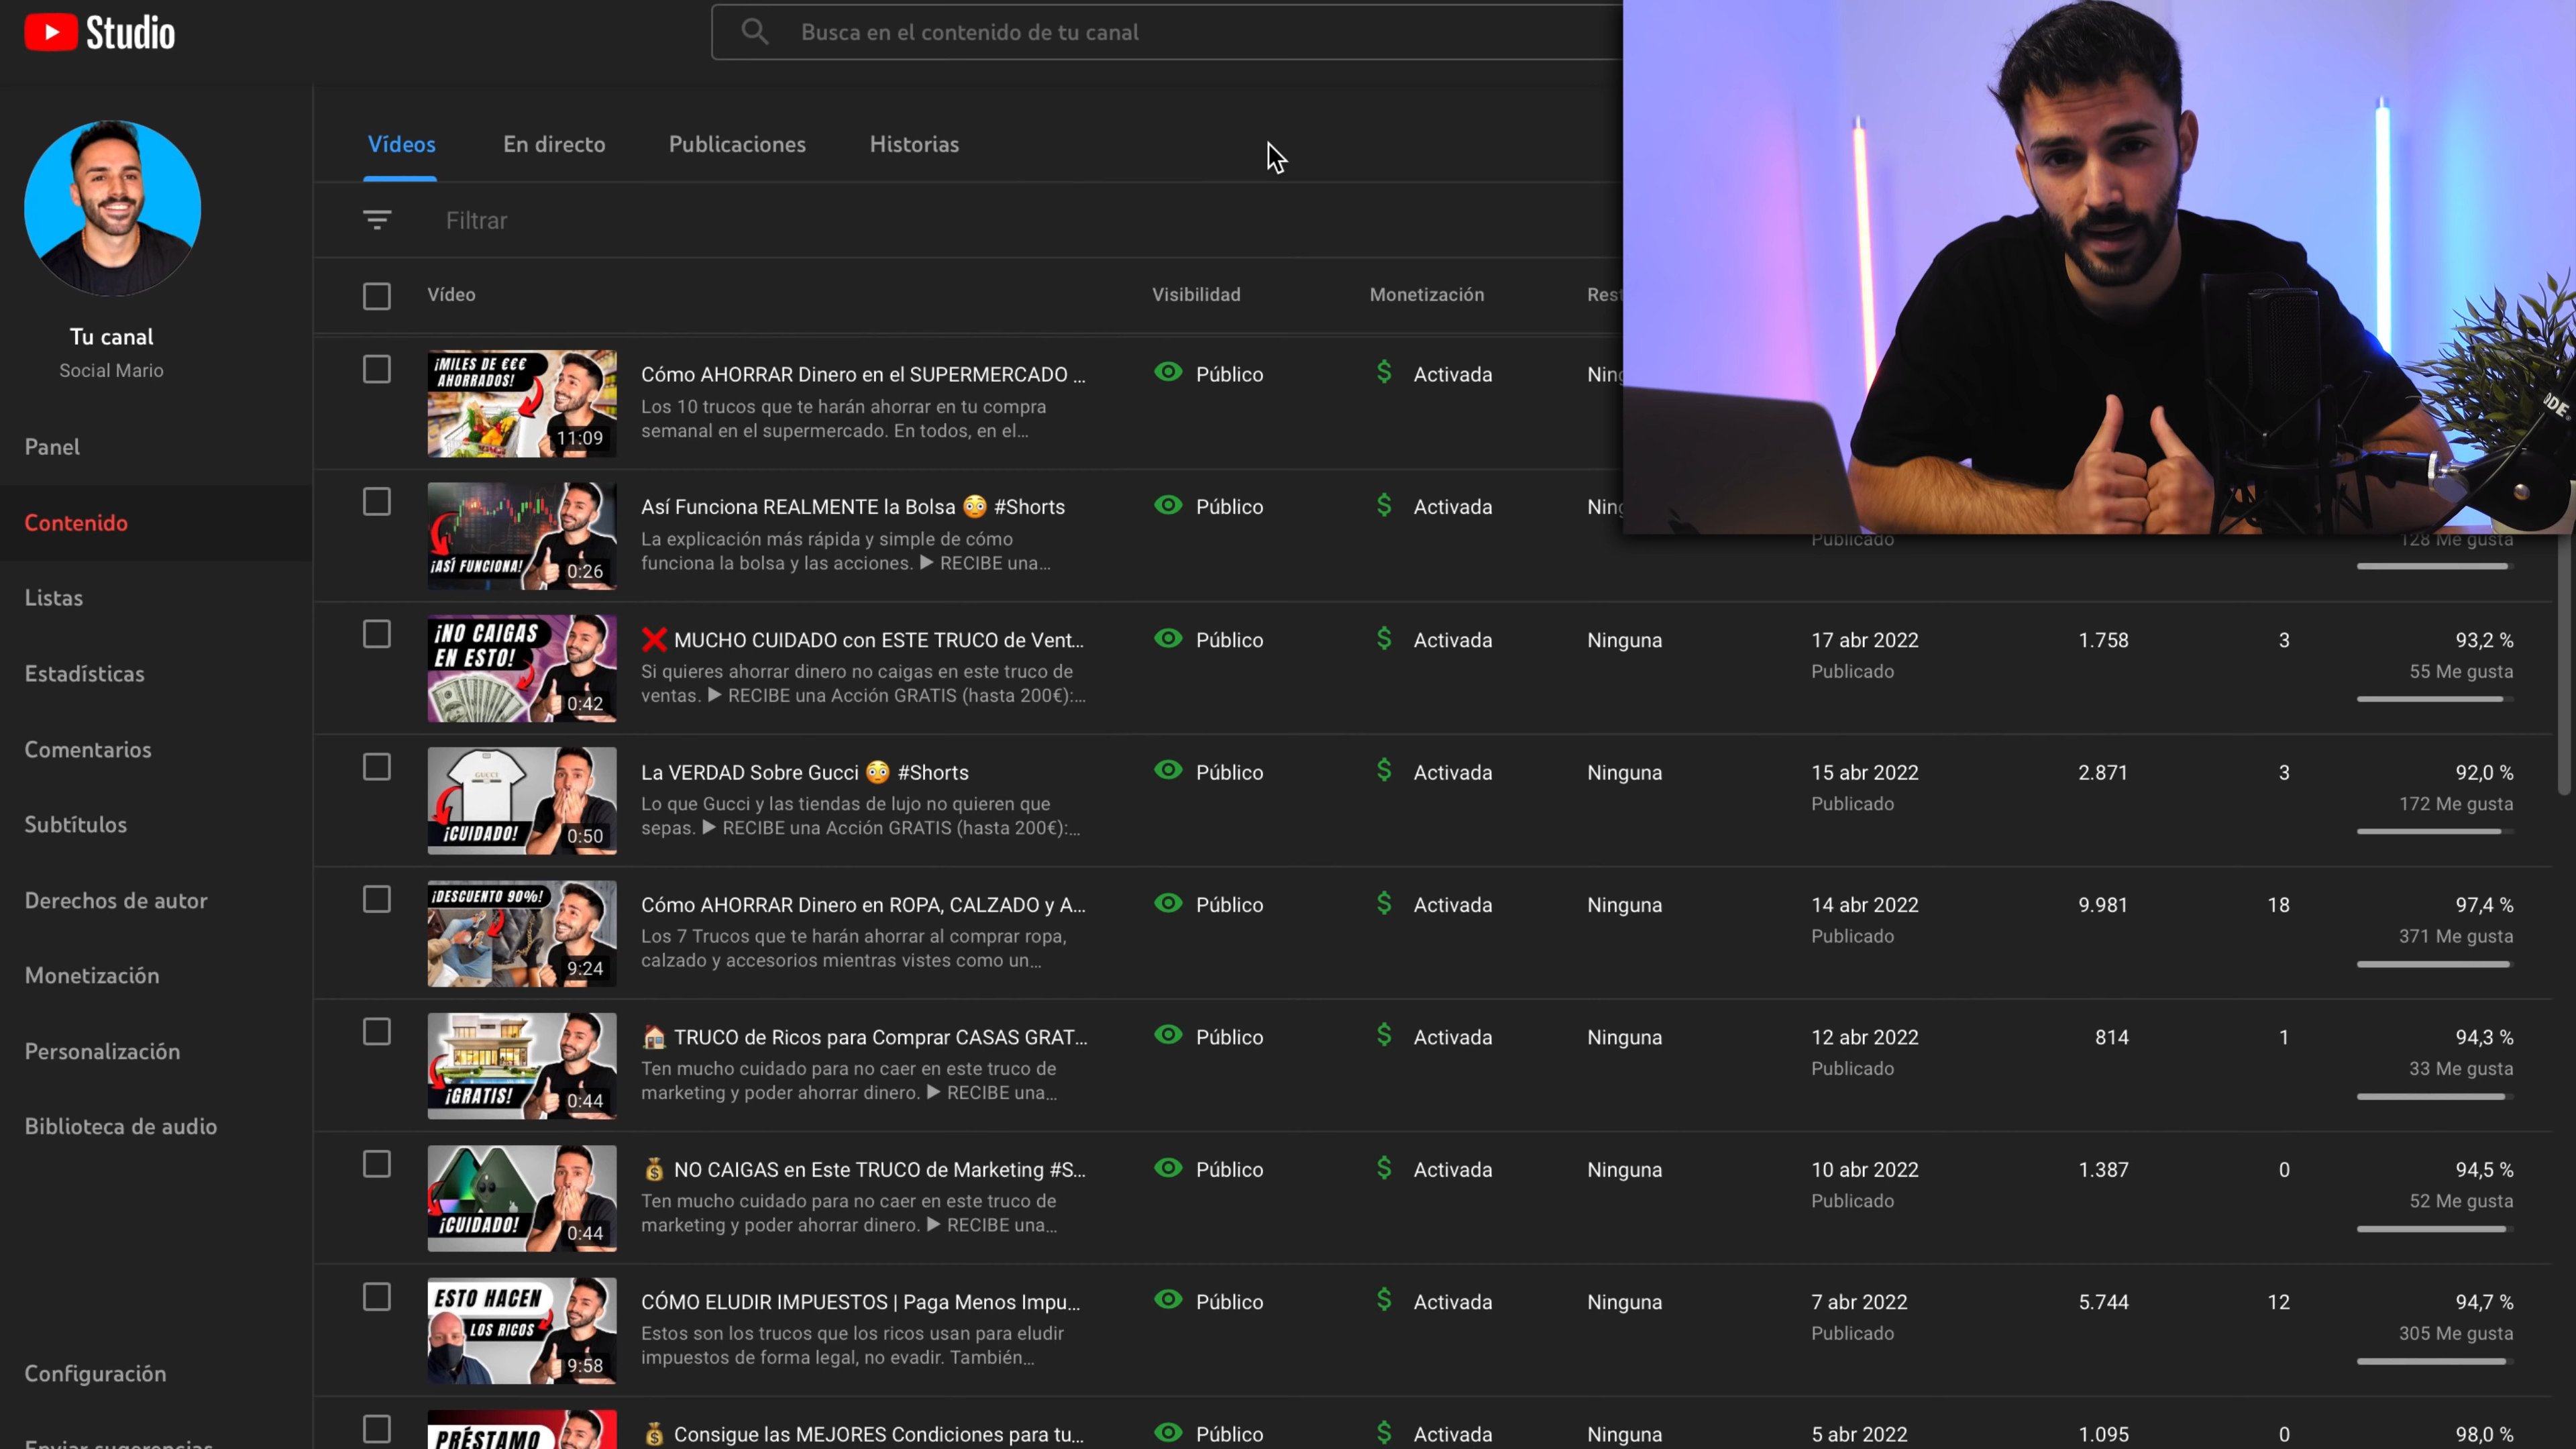 Studio
Busca en el contenido de tu canal
Tu canal
Social Mario
Panel
Contenido
Listas
Estadísticas
Comentarios
Subtítulos
Derechos de autor
Monetización
Personalización
Biblioteca de audio
Configuración
Enviar sugerencias
Vídeos En directo Publicaciones Historias
Filtrar
Vídeo Visibilidad Monetización Rest
¡MILES DE €€€
AHORRADOS!
11:09
Cómo AHORRAR Dinero en el SUPERMERCADO ... Público $ Activada Ning
Los 10 trucos que te harán ahorrar en tu compra
semanal en el supermercado. En todos, en el...
¡ASÍ FUNCIONA!
0:26
Así Funciona REALMENTE la Bolsa 😳 #Shorts Público $ Activada Ning
La explicación más rápida y simple de cómo
funciona la bolsa y las acciones. ▶ RECIBE una...
Publicado 128 Me gusta
¡NO CAIGAS
EN ESTO!
0:42
❌ MUCHO CUIDADO con ESTE TRUCO de Vent... Público $ Activada Ninguna 17 abr 2022 1.758 3 93,2 %
Si quieres ahorrar dinero no caigas en este truco de
ventas. ▶ RECIBE una Acción GRATIS (hasta 200€):...
Publicado 55 Me gusta
GUCCI
¡CUIDADO!
0:50
La VERDAD Sobre Gucci 😳 #Shorts Público $ Activada Ninguna 15 abr 2022 2.871 3 92,0 %
Lo que Gucci y las tiendas de lujo no quieren que
sepas. ▶ RECIBE una Acción GRATIS (hasta 200€):...
Publicado 172 Me gusta
¡DESCUENTO 90%!
9:24
Cómo AHORRAR Dinero en ROPA, CALZADO y A... Público $ Activada Ninguna 14 abr 2022 9.981 18 97,4 %
Los 7 Trucos que te harán ahorrar al comprar ropa,
calzado y accesorios mientras vistes como un...
Publicado 371 Me gusta
¡GRATIS!
0:44
🏠 TRUCO de Ricos para Comprar CASAS GRAT... Público $ Activada Ninguna 12 abr 2022 814 1 94,3 %
Ten mucho cuidado para no caer en este truco de
marketing y poder ahorrar dinero. ▶ RECIBE una...
Publicado 33 Me gusta
¡CUIDADO!
0:44
💰 NO CAIGAS en Este TRUCO de Marketing #S... Público $ Activada Ninguna 10 abr 2022 1.387 0 94,5 %
Ten mucho cuidado para no caer en este truco de
marketing y poder ahorrar dinero. ▶ RECIBE una...
Publicado 52 Me gusta
ESTO HACEN
LOS RICOS
9:58
CÓMO ELUDIR IMPUESTOS | Paga Menos Impu... Público $ Activada Ninguna 7 abr 2022 5.744 12 94,7 %
Estos son los trucos que los ricos usan para eludir
impuestos de forma legal, no evadir. También...
Publicado 305 Me gusta
PRÉSTAMO
💰 Consigue las MEJORES Condiciones para tu... Público $ Activada Ninguna 5 abr 2022 1.095 0 98,0 %